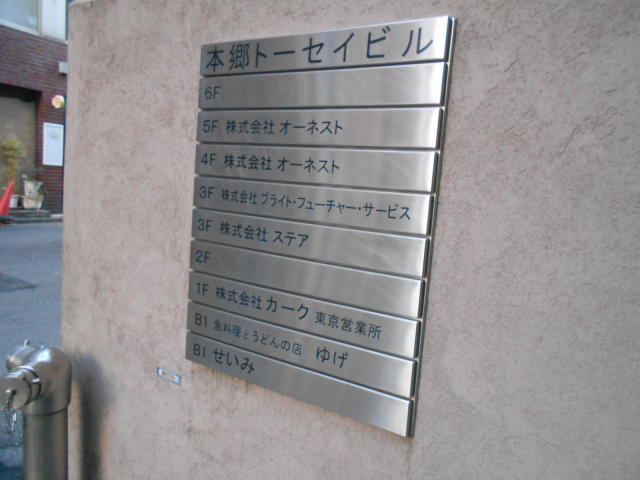 本郷トーセイビル
6F
5F 株式会社 オーネスト
4F 株式会社 オーネスト
3F 株式会社 ブライト・フューチャー・サービス
3F 株式会社 ステア
2F
1F 株式会社 カーク 東京営業所
B1 魚料理とうどんの店 ゆげ
B1 せいみ